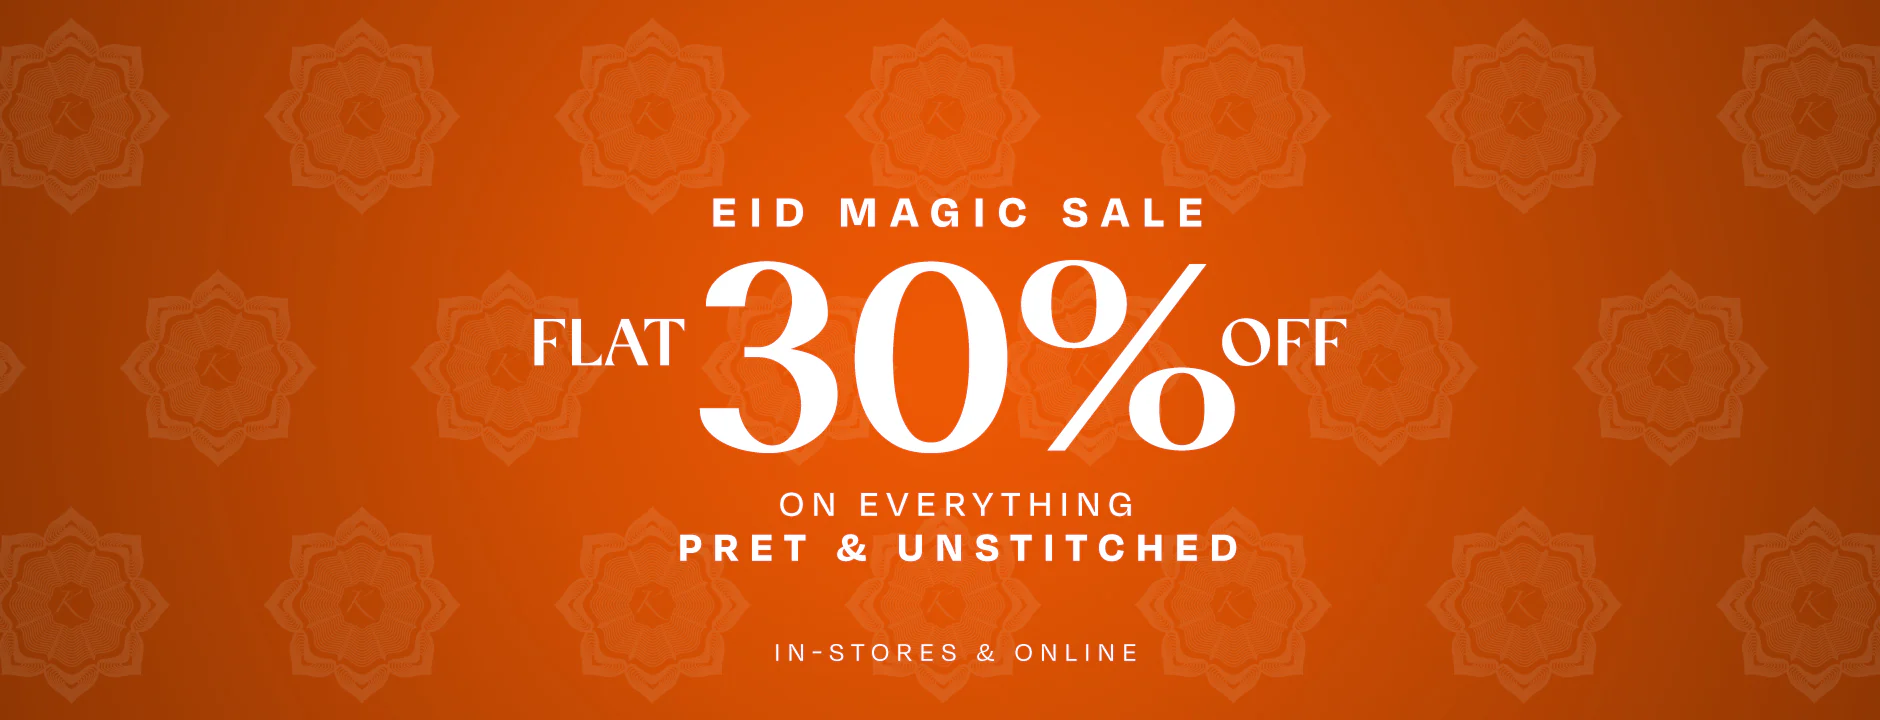 EID MAGIC SALE
FLAT 30% OFF
ON EVERYTHING
PRET & UNSTITCHED
IN-STORES & ONLINE